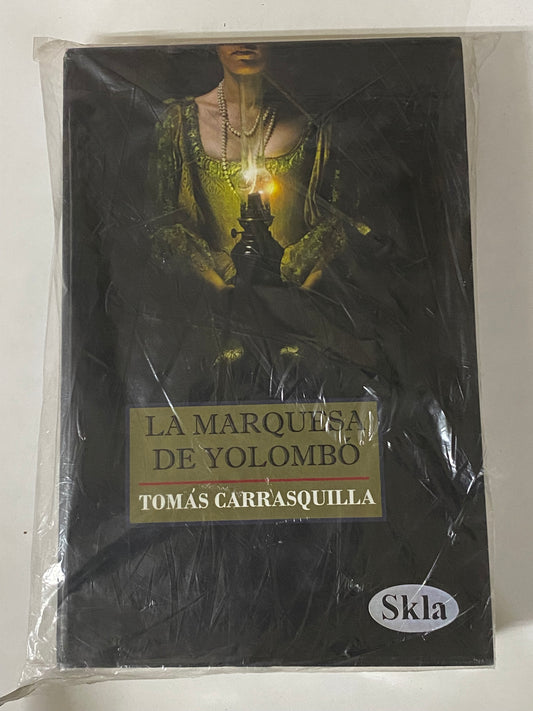 LA MARQUESA
DE YOLOMBÓ
TOMÁS CARRASQUILLA
Skla